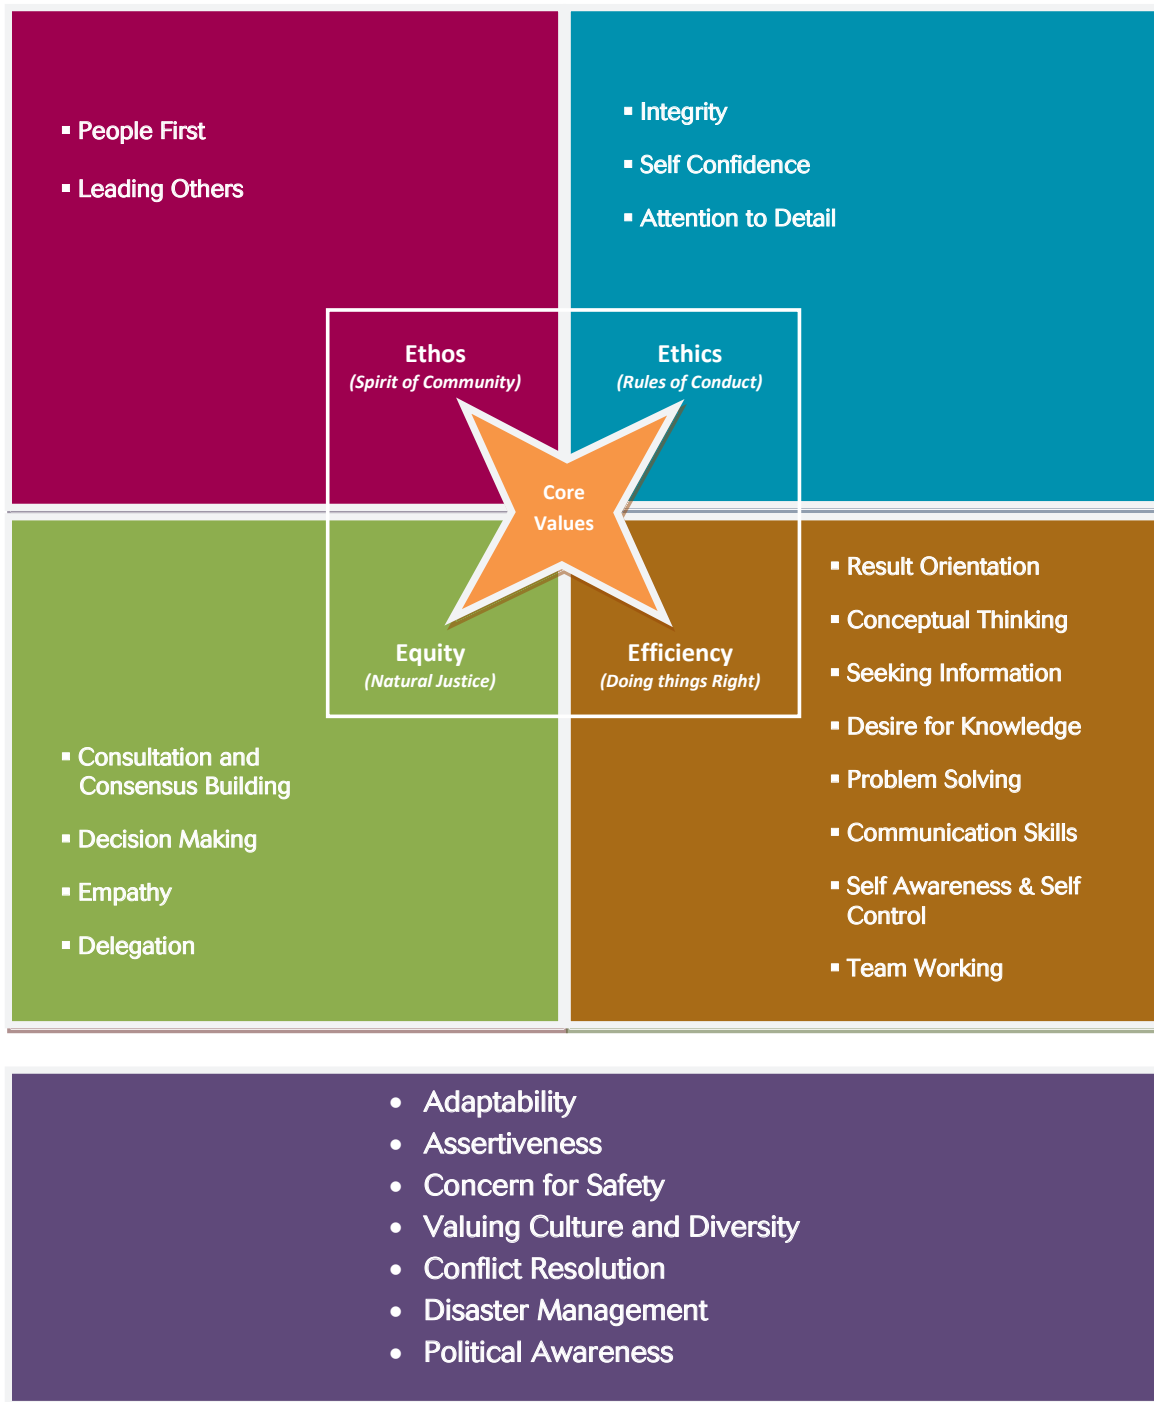 ▪ People First
▪ Leading Others
▪ Integrity
▪ Self Confidence
▪ Attention to Detail
Ethos
(Spirit of Community)
Ethics
(Rules of Conduct)
Core
Values
Equity
(Natural Justice)
Efficiency
(Doing things Right)
▪ Consultation and
Consensus Building
▪ Decision Making
▪ Empathy
▪ Delegation
▪ Result Orientation
▪ Conceptual Thinking
▪ Seeking Information
▪ Desire for Knowledge
▪ Problem Solving
▪ Communication Skills
▪ Self Awareness & Self
Control
▪ Team Working
• Adaptability
• Assertiveness
• Concern for Safety
• Valuing Culture and Diversity
• Conflict Resolution
• Disaster Management
• Political Awareness